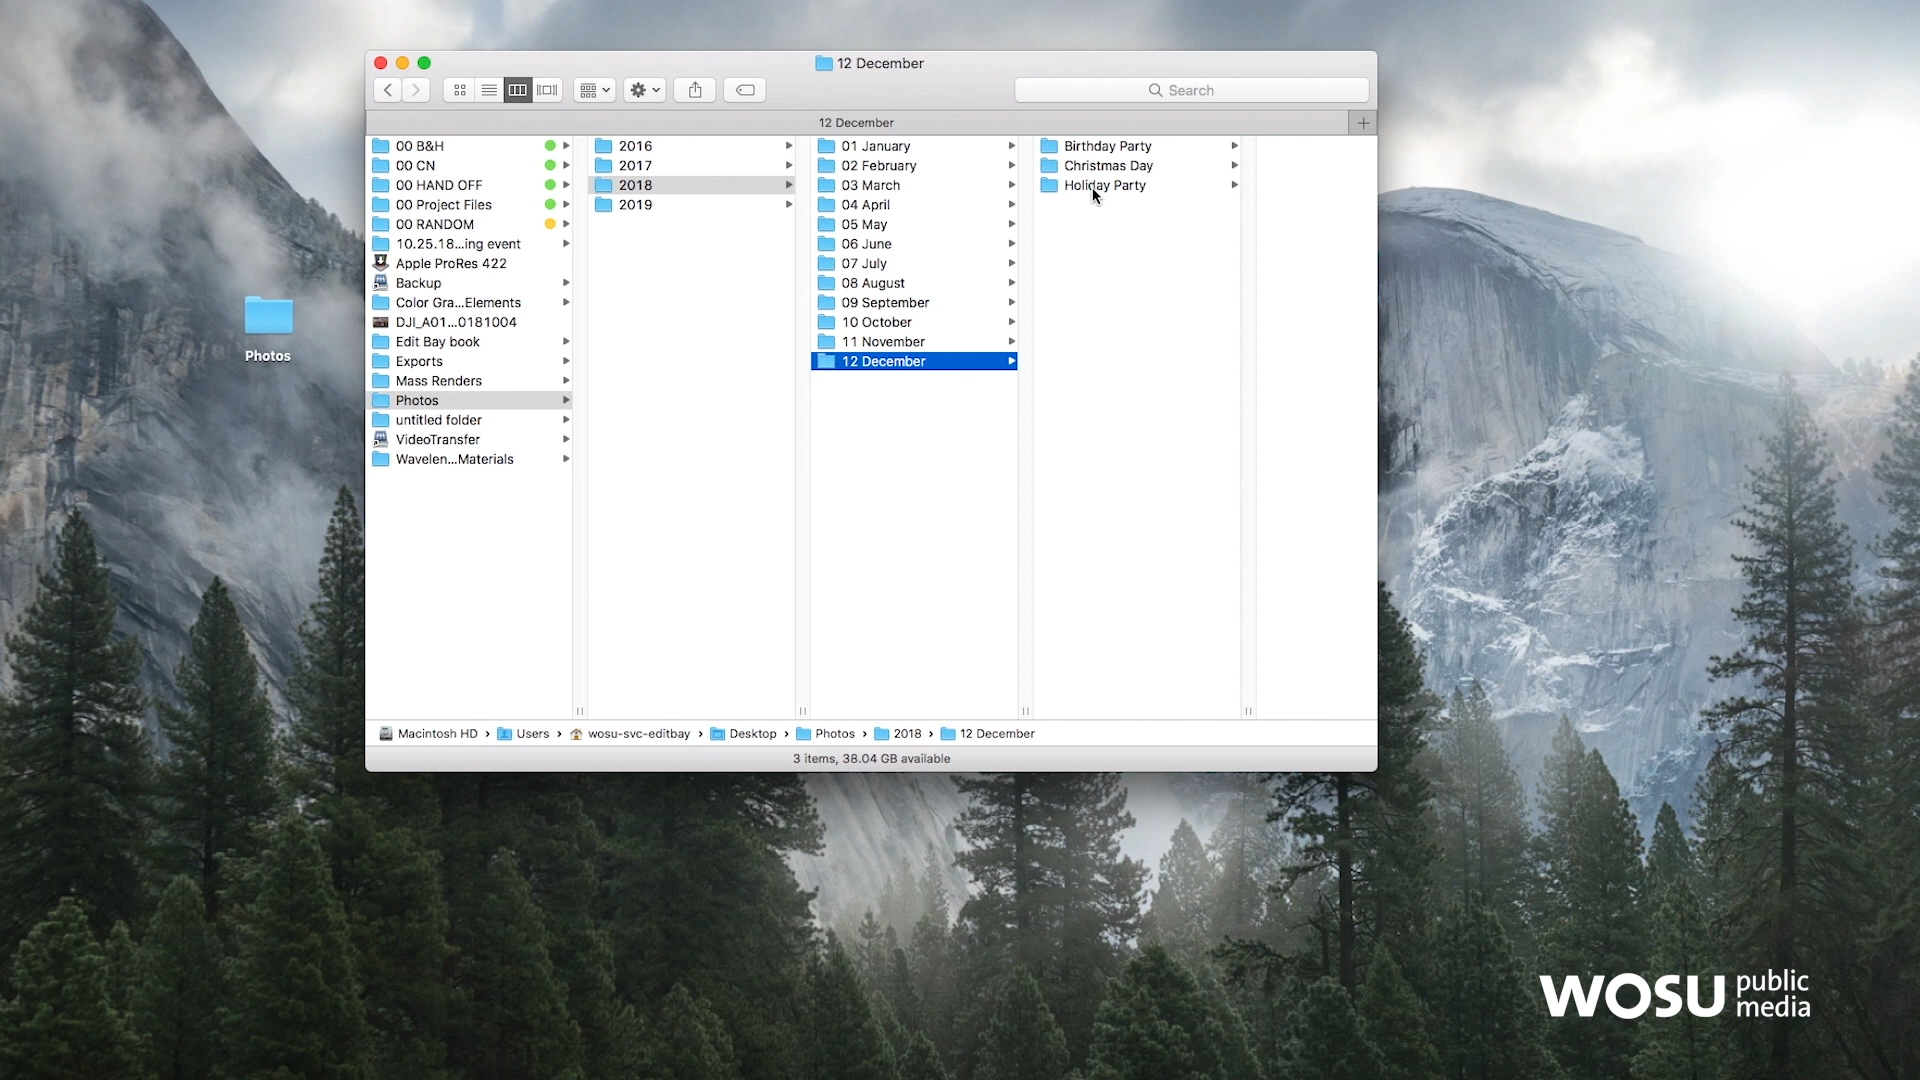 12 December
Search
12 December
00 B&H
00 CN
00 HAND OFF
00 Project Files
00 RANDOM
10.25.18...ing event
Apple ProRes 422
Backup
Color Gra...Elements
DJI_A01...0181004
Edit Bay book
Exports
Mass Renders
Photos
untitled folder
VideoTransfer
Wavelen...Materials
2016
2017
2018
2019
01 January
02 February
03 March
04 April
05 May
06 June
07 July
08 August
09 September
10 October
11 November
12 December
Birthday Party
Christmas Day
Holiday Party
Photos
Macintosh HD › Users › wosu-svc-editbay › Desktop › Photos › 2018 › 12 December
3 items, 38.04 GB available
WOSU public media